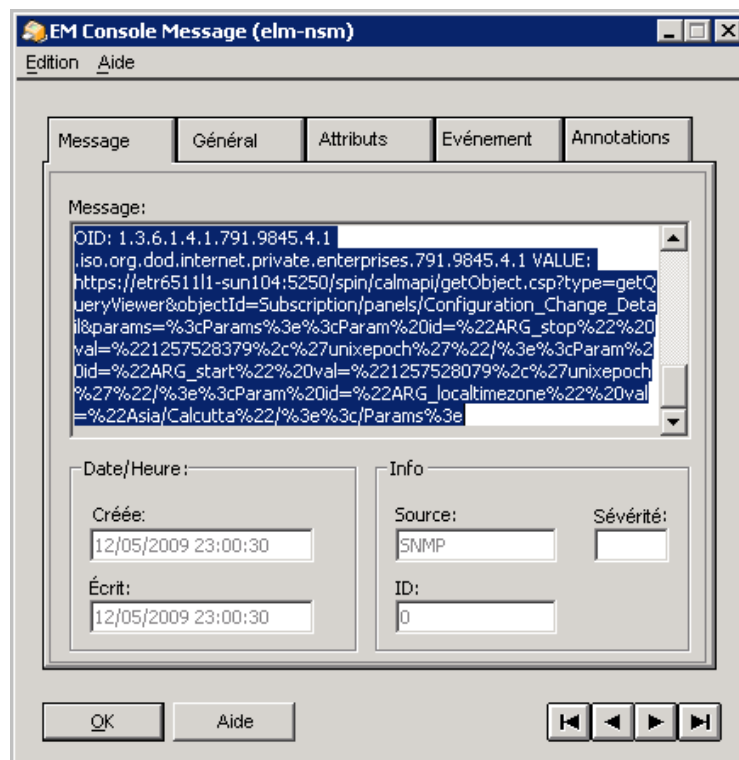 EM Console Message (elm-nsm)
Edition Aide
Message Général Attributs Evénement Annotations
Message:
OID: 1.3.6.1.4.1.791.9845.4.1
.iso.org.dod.internet.private.enterprises.791.9845.4.1 VALUE:
https://etr6511l1-sun104:5250/spin/calmapi/getObject.csp?type=getQ
ueryViewer&objectId=Subscription/panels/Configuration_Change_Deta
il&params=%3cParams%3e%3cParam%20id=%22ARG_stop%22%20
val=%221257528379%2c%27unixepoch%27%22/%3e%3cParam%2
0id=%22ARG_start%22%20val=%221257528079%2c%27unixepoch
%27%22/%3e%3cParam%20id=%22ARG_localtimezone%22%20val
=%22Asia/Calcutta%22/%3e%3c/Params%3e
Date/Heure: Info
Créée: Source: Sévérité:
12/05/2009 23:00:30 SNMP
Écrit: ID:
12/05/2009 23:00:30 0
OK Aide